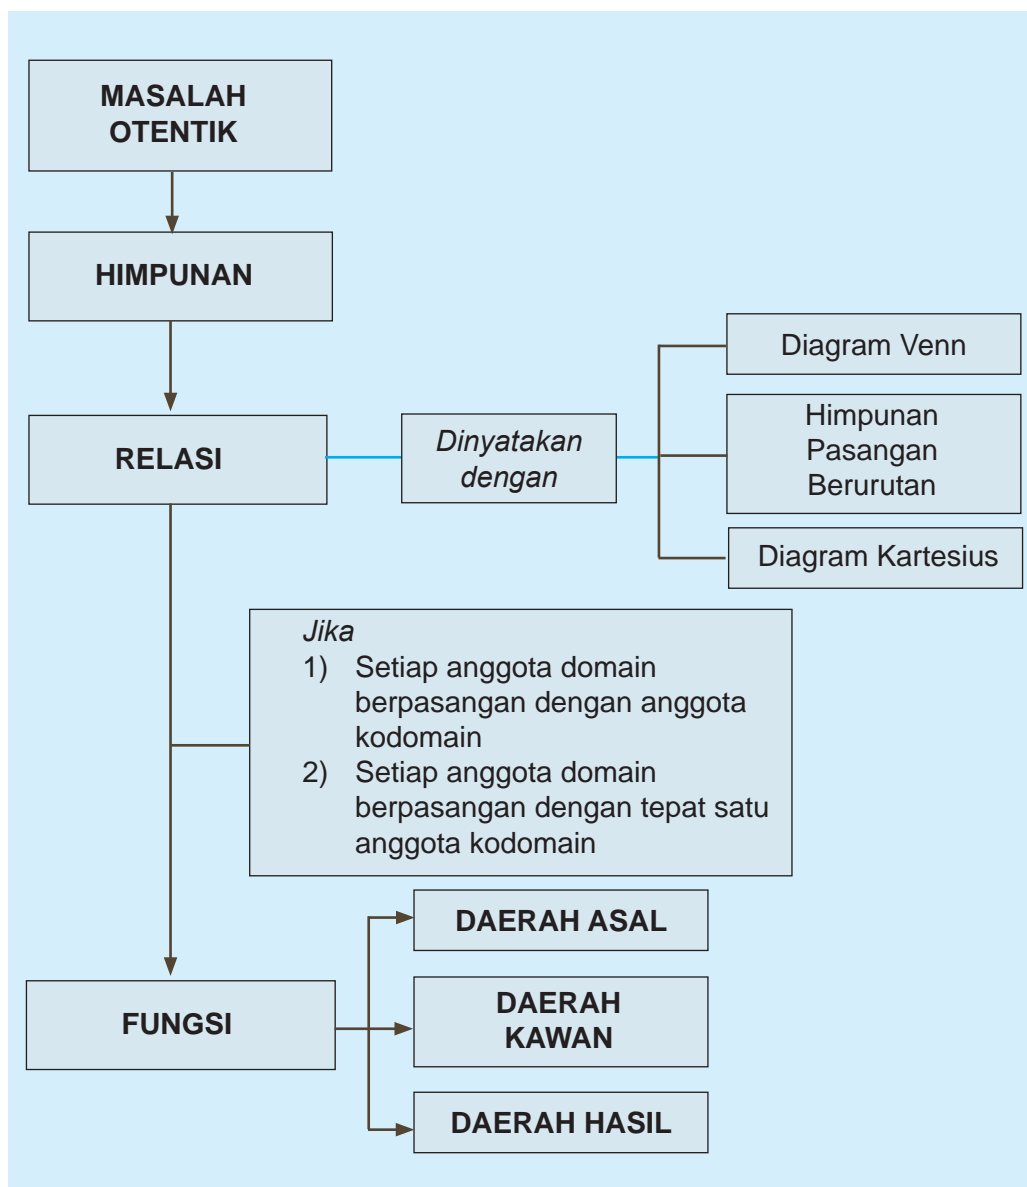 MASALAH
OTENTIK
HIMPUNAN
RELASI
Dinyatakan
dengan
Diagram Venn
Himpunan
Pasangan
Berurutan
Diagram Kartesius
Jika
1) Setiap anggota domain
berpasangan dengan anggota
kodomain
2) Setiap anggota domain
berpasangan dengan tepat satu
anggota kodomain
FUNGSI
DAERAH ASAL
DAERAH
KAWAN
DAERAH HASIL